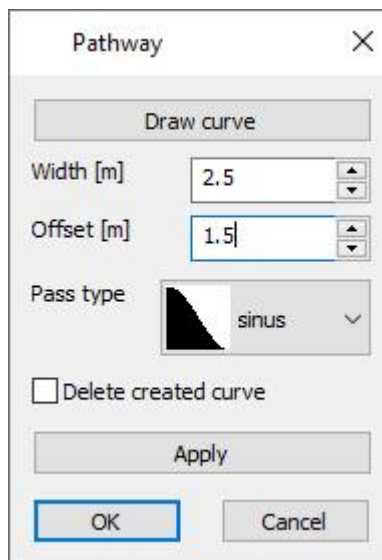 Pathway
Draw curve
Width [m] 2.5
Offset [m] 1.5
Pass type sinus
Delete created curve
Apply
OK Cancel